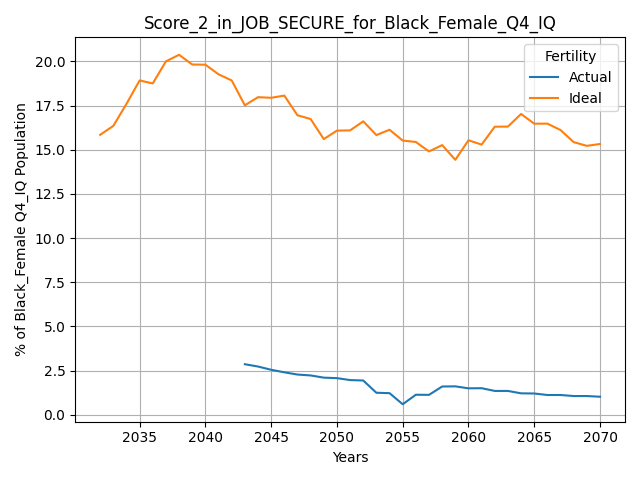 Score_2_in_JOB_SECURE_for_Black_Female_Q4_IQ
Fertility
Actual
Ideal
% of Black_Female Q4_IQ Population
20.0
17.5
15.0
12.5
10.0
7.5
5.0
2.5
0.0
2035 2040 2045 2050 2055 2060 2065 2070
Years